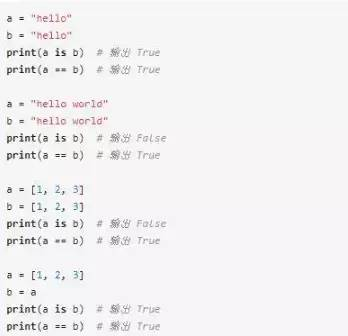 a = "hello"
b = "hello"
print(a is b)  # 输出 True
print(a == b)  # 输出 True
a = "hello world"
b = "hello world"
print(a is b)  # 输出 False
print(a == b)  # 输出 True
a = [1, 2, 3]
b = [1, 2, 3]
print(a is b)  # 输出 False
print(a == b)  # 输出 True
a = [1, 2, 3]
b = a
print(a is b)  # 输出 True
print(a == b)  # 输出 True